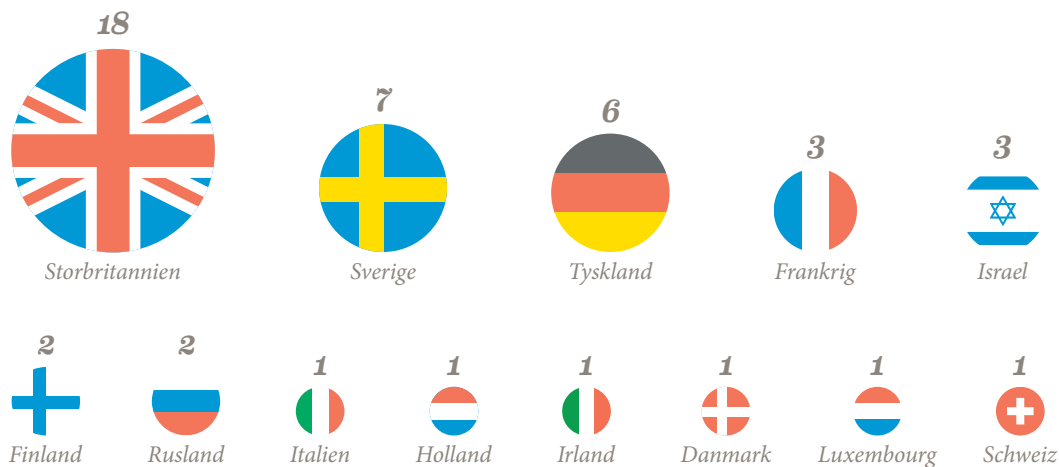 18
7
6
3
3
Storbritannien
Sverige
Tyskland
Frankrig
Israel
2
2
1
1
1
1
1
1
Finland
Rusland
Italien
Holland
Irland
Danmark
Luxembourg
Schweiz